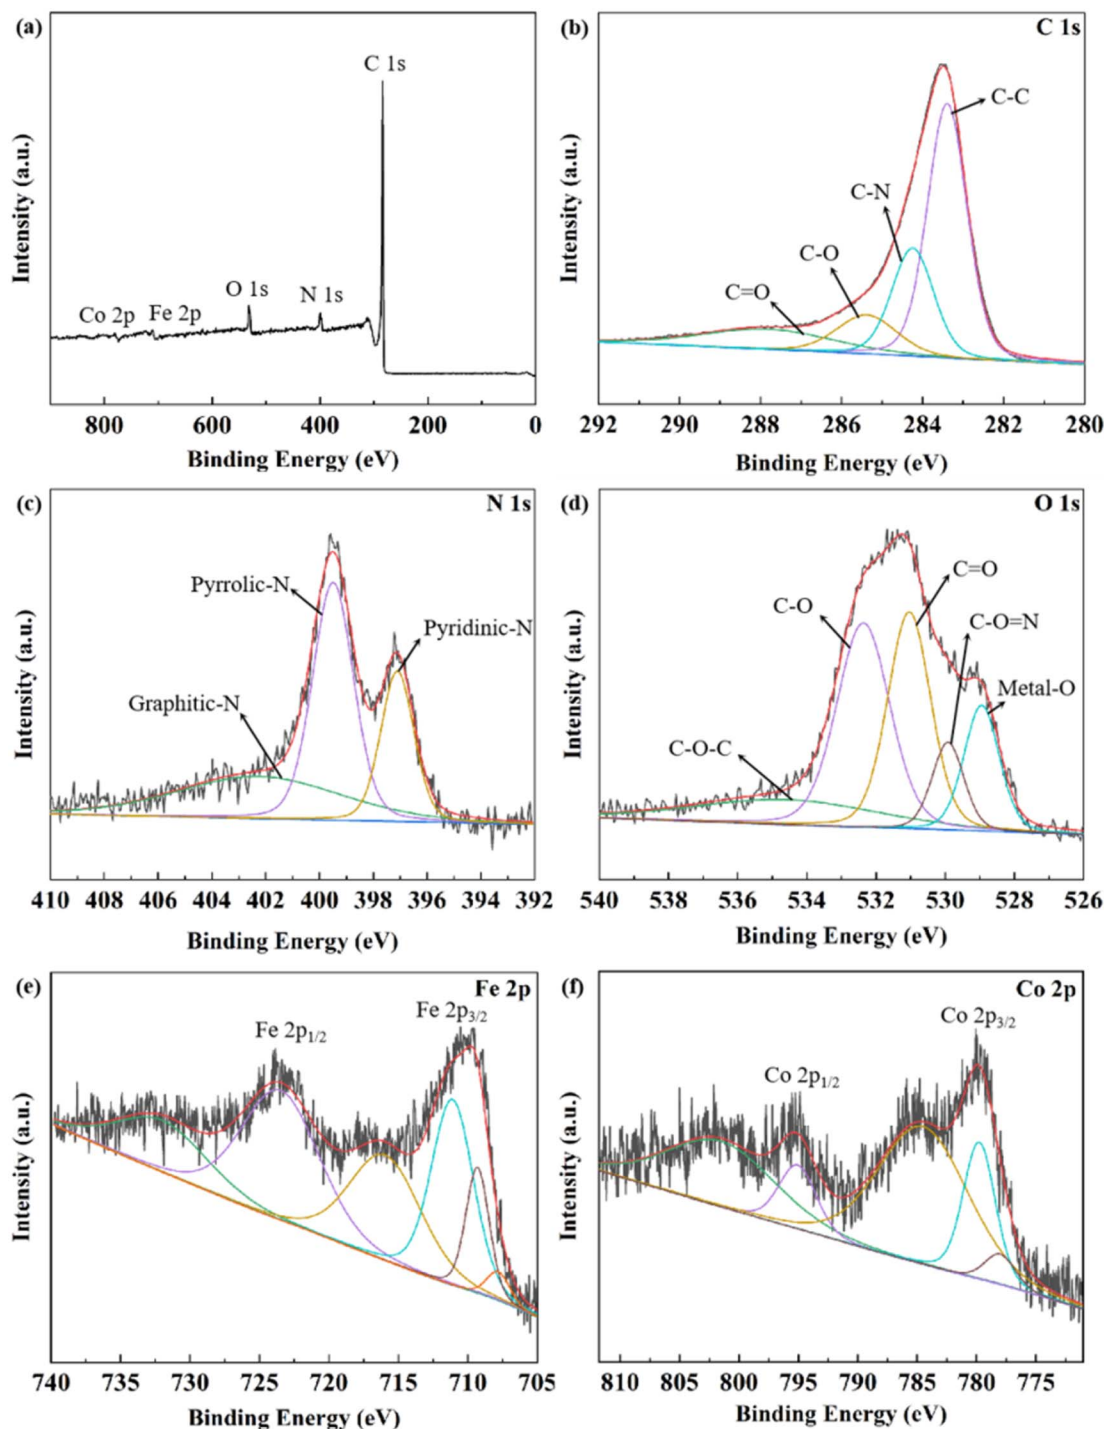 (a)
C 1s
O 1s
N 1s
Co 2p
Fe 2p
Intensity (a.u.)
800 600 400 200 0
Binding Energy (eV)
(b)
C 1s
C-C
C-N
C-O
C=O
Intensity (a.u.)
292 290 288 286 284 282 280
Binding Energy (eV)
(c)
N 1s
Pyrrolic-N
Pyridinic-N
Graphitic-N
Intensity (a.u.)
410 408 406 404 402 400 398 396 394 392
Binding Energy (eV)
(d)
O 1s
C=O
C-O
C-O=N
Metal-O
C-O-C
Intensity (a.u.)
540 538 536 534 532 530 528 526
Binding Energy (eV)
(e)
Fe 2p
Fe 2p3/2
Fe 2p1/2
Intensity (a.u.)
740 735 730 725 720 715 710 705
Binding Energy (eV)
(f)
Co 2p
Co 2p3/2
Co 2p1/2
Intensity (a.u.)
810 805 800 795 790 785 780 775
Binding Energy (eV)